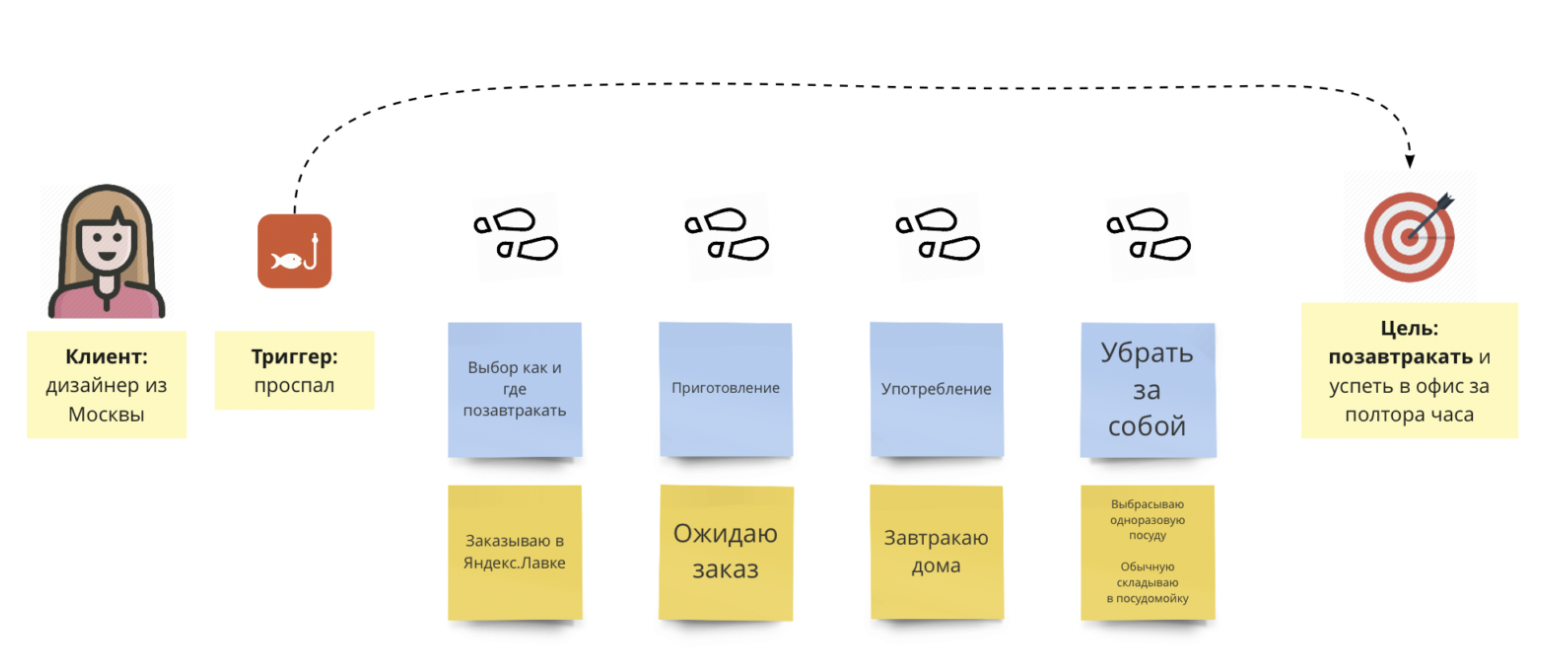 Клиент:
дизайнер из
Москвы
Триггер:
проспал
Выбор как и
где
позавтракать
Приготовление
Употребление
Убрать
за
собой
Цель:
позавтракать и
успеть в офис за
полтора часа
Заказываю в
Яндекс.Лавке
Ожидаю
заказ
Завтракаю
дома
Выбрасываю
одноразовую
посуду
Обычную
складываю
в посудомойку